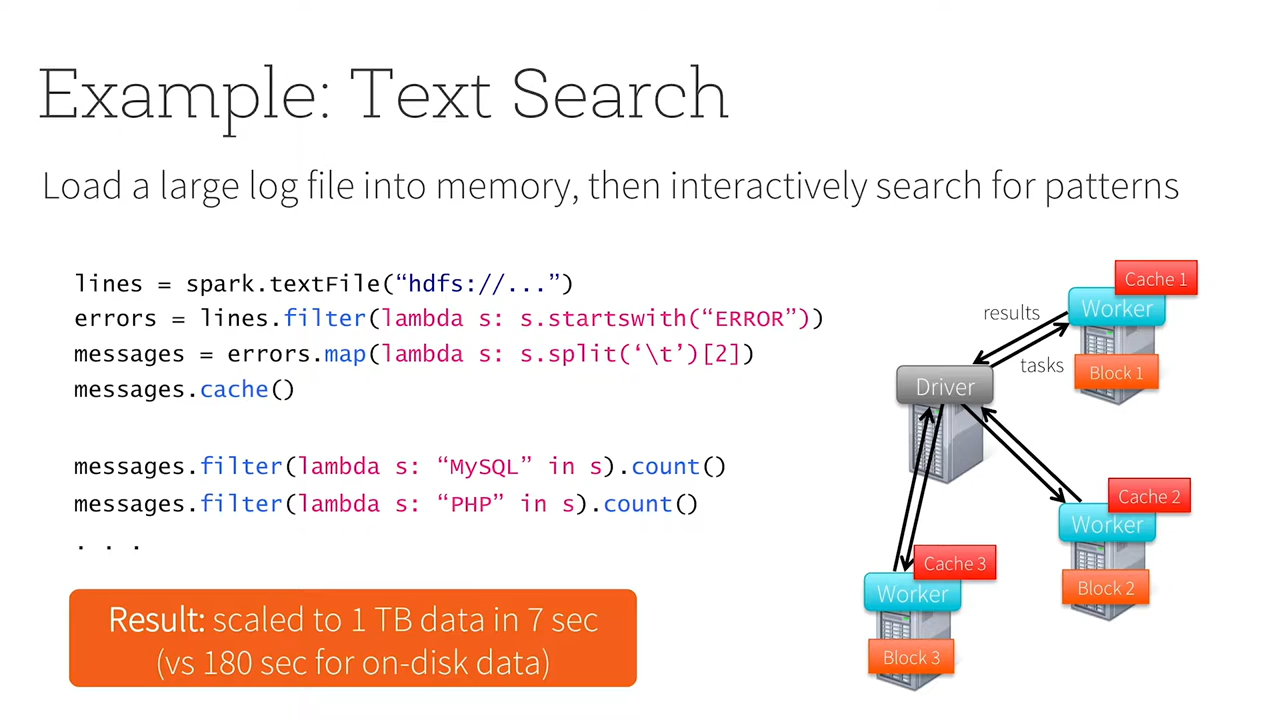 Example: Text Search
Load a large log file into memory, then interactively search for patterns
lines = spark.textFile(“hdfs://...”)
errors = lines.filter(lambda s: s.startswith(“ERROR”))
messages = errors.map(lambda s: s.split(‘\t’)[2])
messages.cache()
messages.filter(lambda s: “MySQL” in s).count()
messages.filter(lambda s: “PHP” in s).count()
. . .
Result: scaled to 1 TB data in 7 sec
(vs 180 sec for on-disk data)
Cache 1
Worker
results
tasks
Block 1
Driver
Cache 2
Worker
Block 2
Cache 3
Worker
Block 3